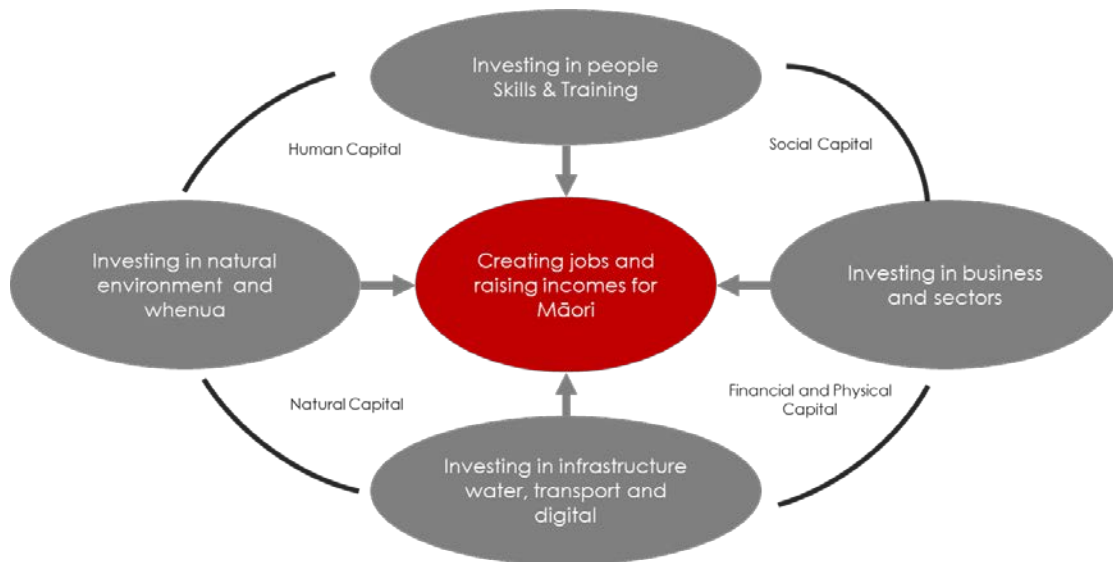 Investing in people
Skills & Training
Human Capital
Social Capital
Investing in natural
environment and
whenua
Creating jobs and
raising incomes for
Māori
Investing in business
and sectors
Natural Capital
Financial and Physical
Capital
Investing in infrastructure
water, transport and
digital